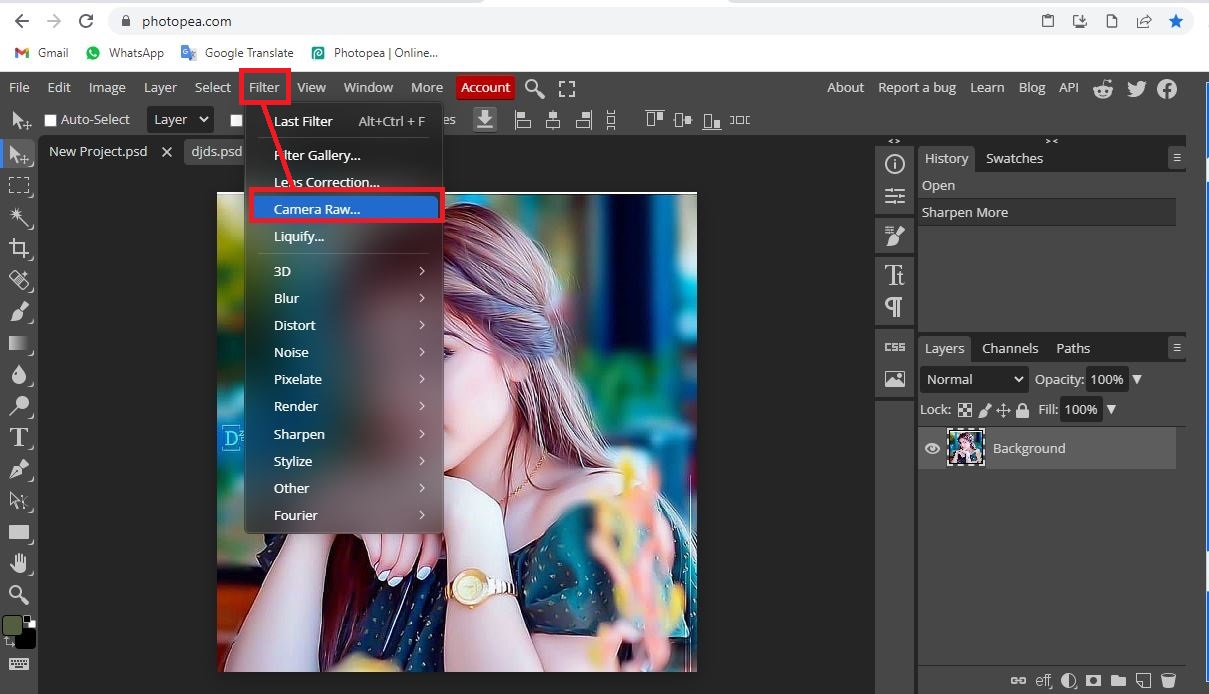 photopea.com
Gmail WhatsApp Google Translate Photopea | Online...
File Edit Image Layer Select Filter View Window More Account About Report a bug Learn Blog API
Auto-Select Layer
New Project.psd djds.psd
Last Filter Alt+Ctrl + F
Filter Gallery...
Lens Correction...
Camera Raw...
Liquify...
3D
Blur
Distort
Noise
Pixelate
Render
Sharpen
Stylize
Other
Fourier
History Swatches
Open
Sharpen More
CSS
Layers Channels Paths
Normal Opacity: 100%
Lock: Fill: 100%
Background
eff